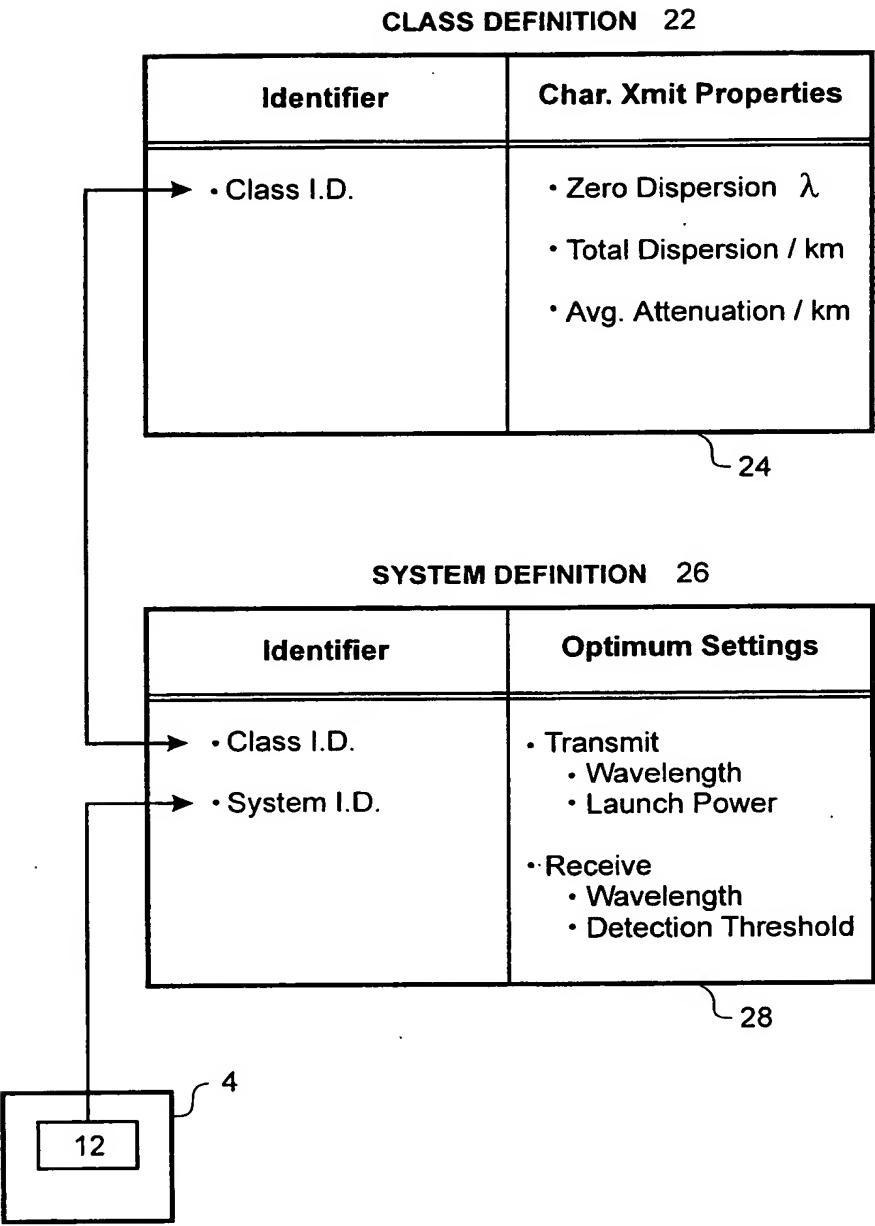 CLASS DEFINITION 22
Identifier
Char. Xmit Properties
• Class I.D.
• Zero Dispersion λ
• Total Dispersion / km
• Avg. Attenuation / km
24
SYSTEM DEFINITION 26
Identifier
Optimum Settings
• Class I.D.
• System I.D.
• Transmit
• Wavelength
• Launch Power
• Receive
• Wavelength
• Detection Threshold
28
4
12